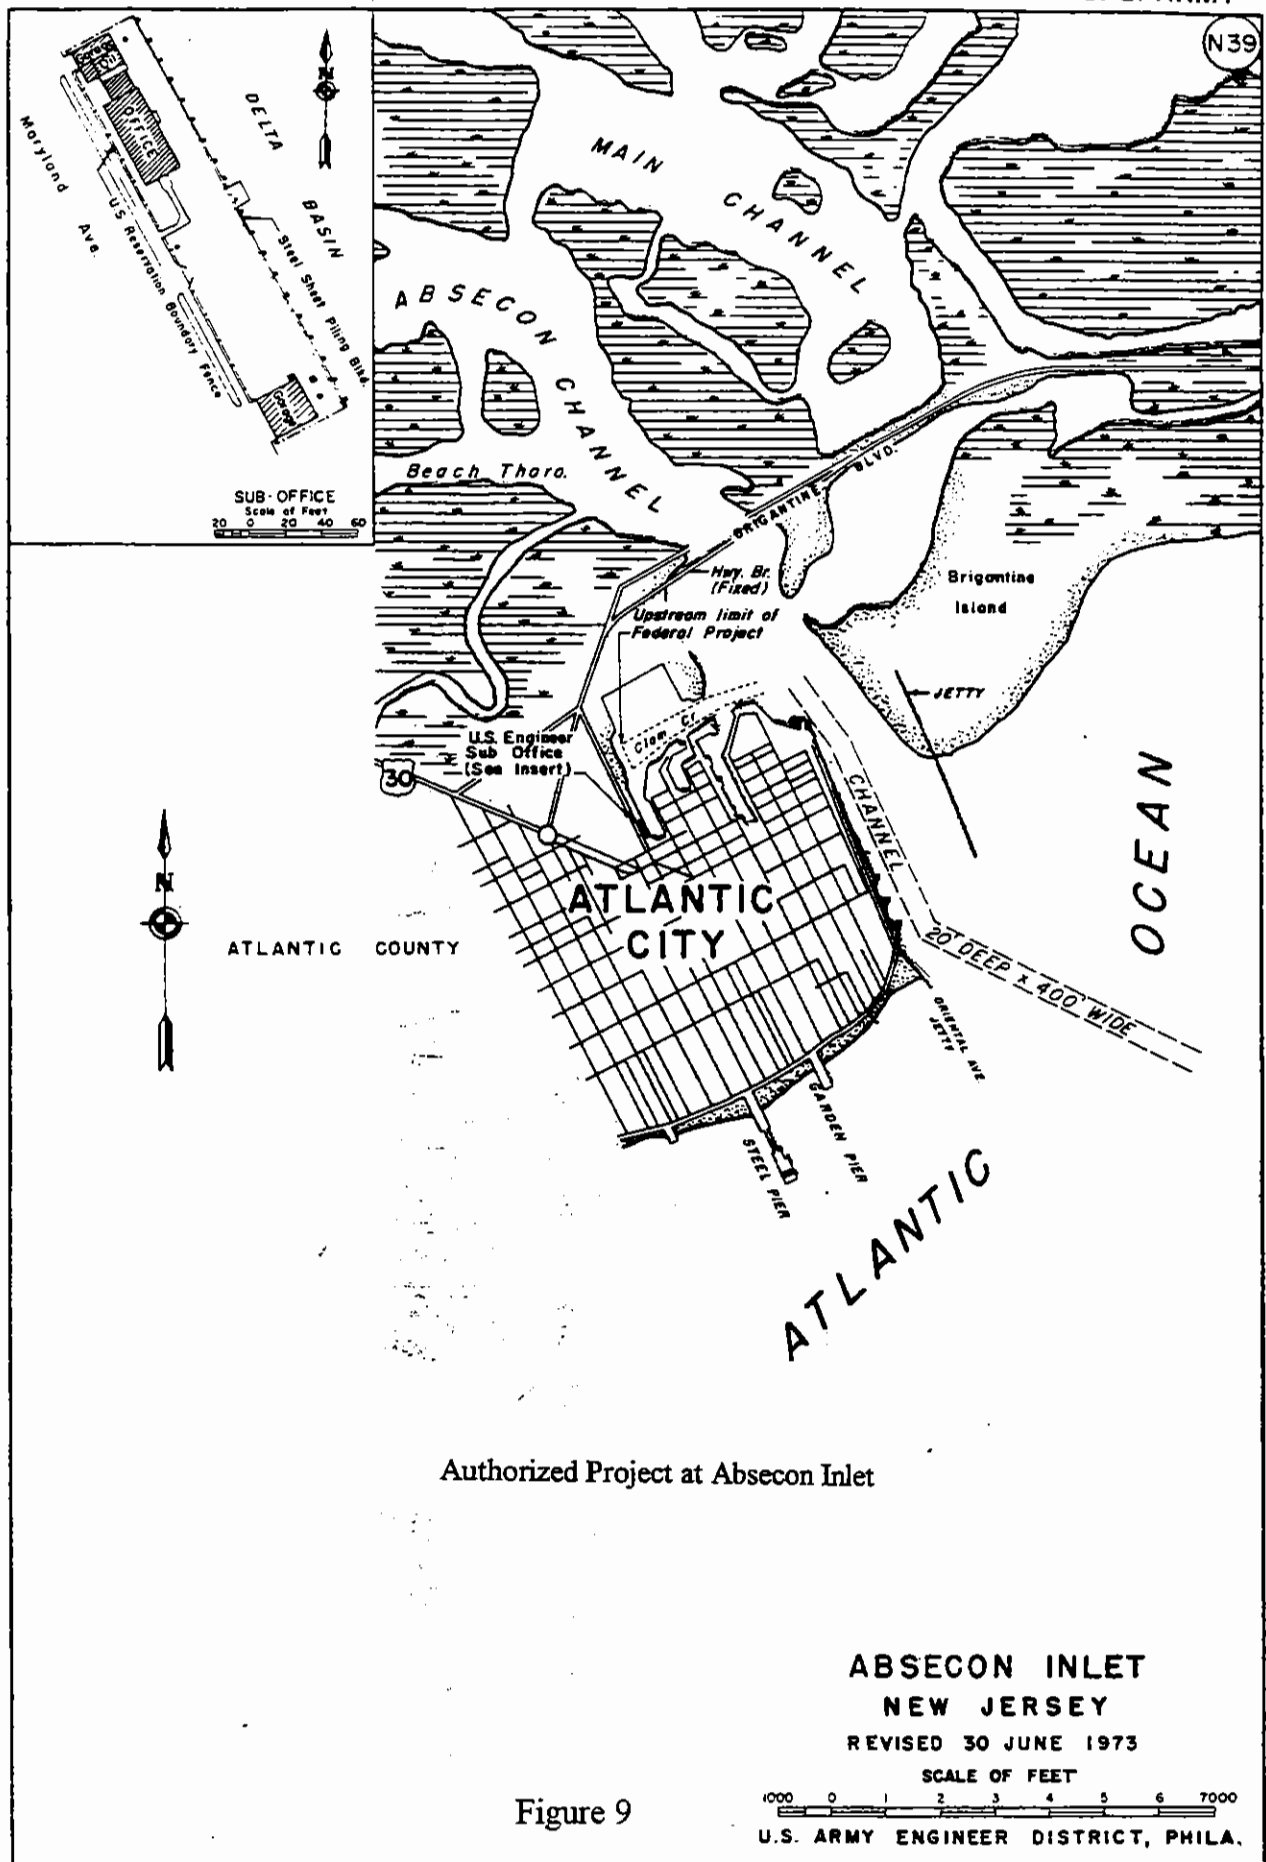 N39
Garage
OFFICE
DELTA
BASIN
Maryland
Ave.
U.S. Reservation Boundary Fence
Steel Sheet Piling Blkd.
Garage
N
SUB-OFFICE
Scale of Feet
20 0 20 40 60
MAIN
CHANNEL
ABSECON
CHANNEL
Beach Thoro.
BRIGANTINE BLVD.
Hwy. Br.
(Fixed)
Upstream limit of
Federal Project
Brigantine
Island
JETTY
Clam Cr.
U.S. Engineer
Sub Office
(See Insert)
30
CHANNEL
OCEAN
N
ATLANTIC COUNTY
ATLANTIC
CITY
20' DEEP x 400' WIDE
ORIENTAL AVE.
JETTY
GARDEN PIER
STEEL PIER
ATLANTIC
Authorized Project at Absecon Inlet
ABSECON INLET
NEW JERSEY
REVISED 30 JUNE 1973
SCALE OF FEET
1000 0 1 2 3 4 5 6 7000
Figure 9
U.S. ARMY ENGINEER DISTRICT, PHILA.